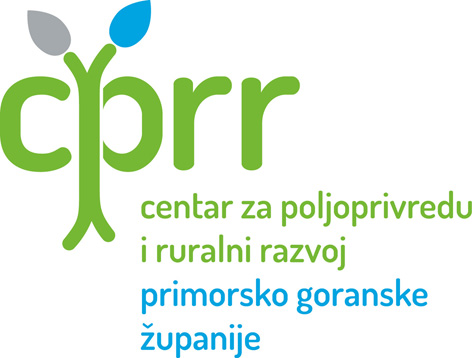 cprr
centar za poljoprivredu
i ruralni razvoj
primorsko goranske
županije